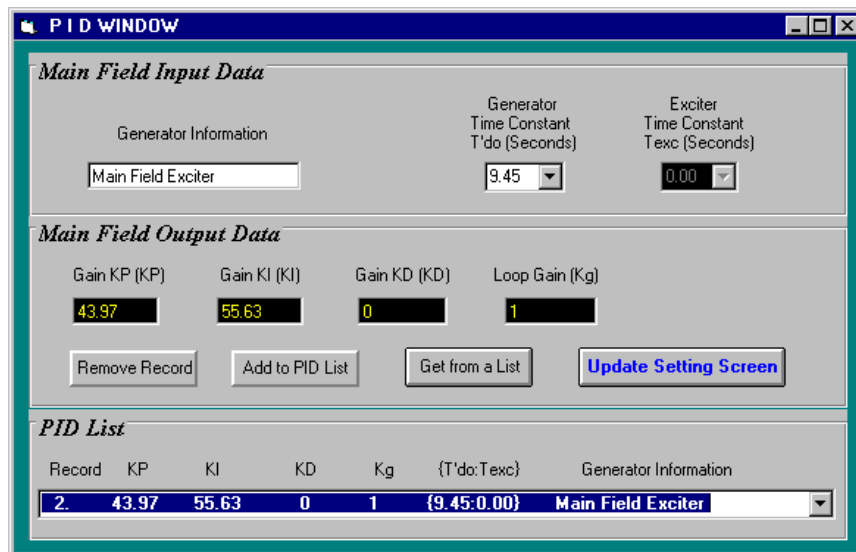 P I D WINDOW
Main Field Input Data
Generator Information
Generator
Time Constant
T'do (Seconds)
Exciter
Time Constant
Texc (Seconds)
Main Field Exciter
9.45
0.00
Main Field Output Data
Gain KP (KP) Gain KI (KI) Gain KD (KD) Loop Gain (Kg)
43.97 55.63 0 1
Remove Record Add to PID List Get from a List Update Setting Screen
PID List
Record KP KI KD Kg {T'do:Texc} Generator Information
2. 43.97 55.63 0 1 {9.45:0.00} Main Field Exciter